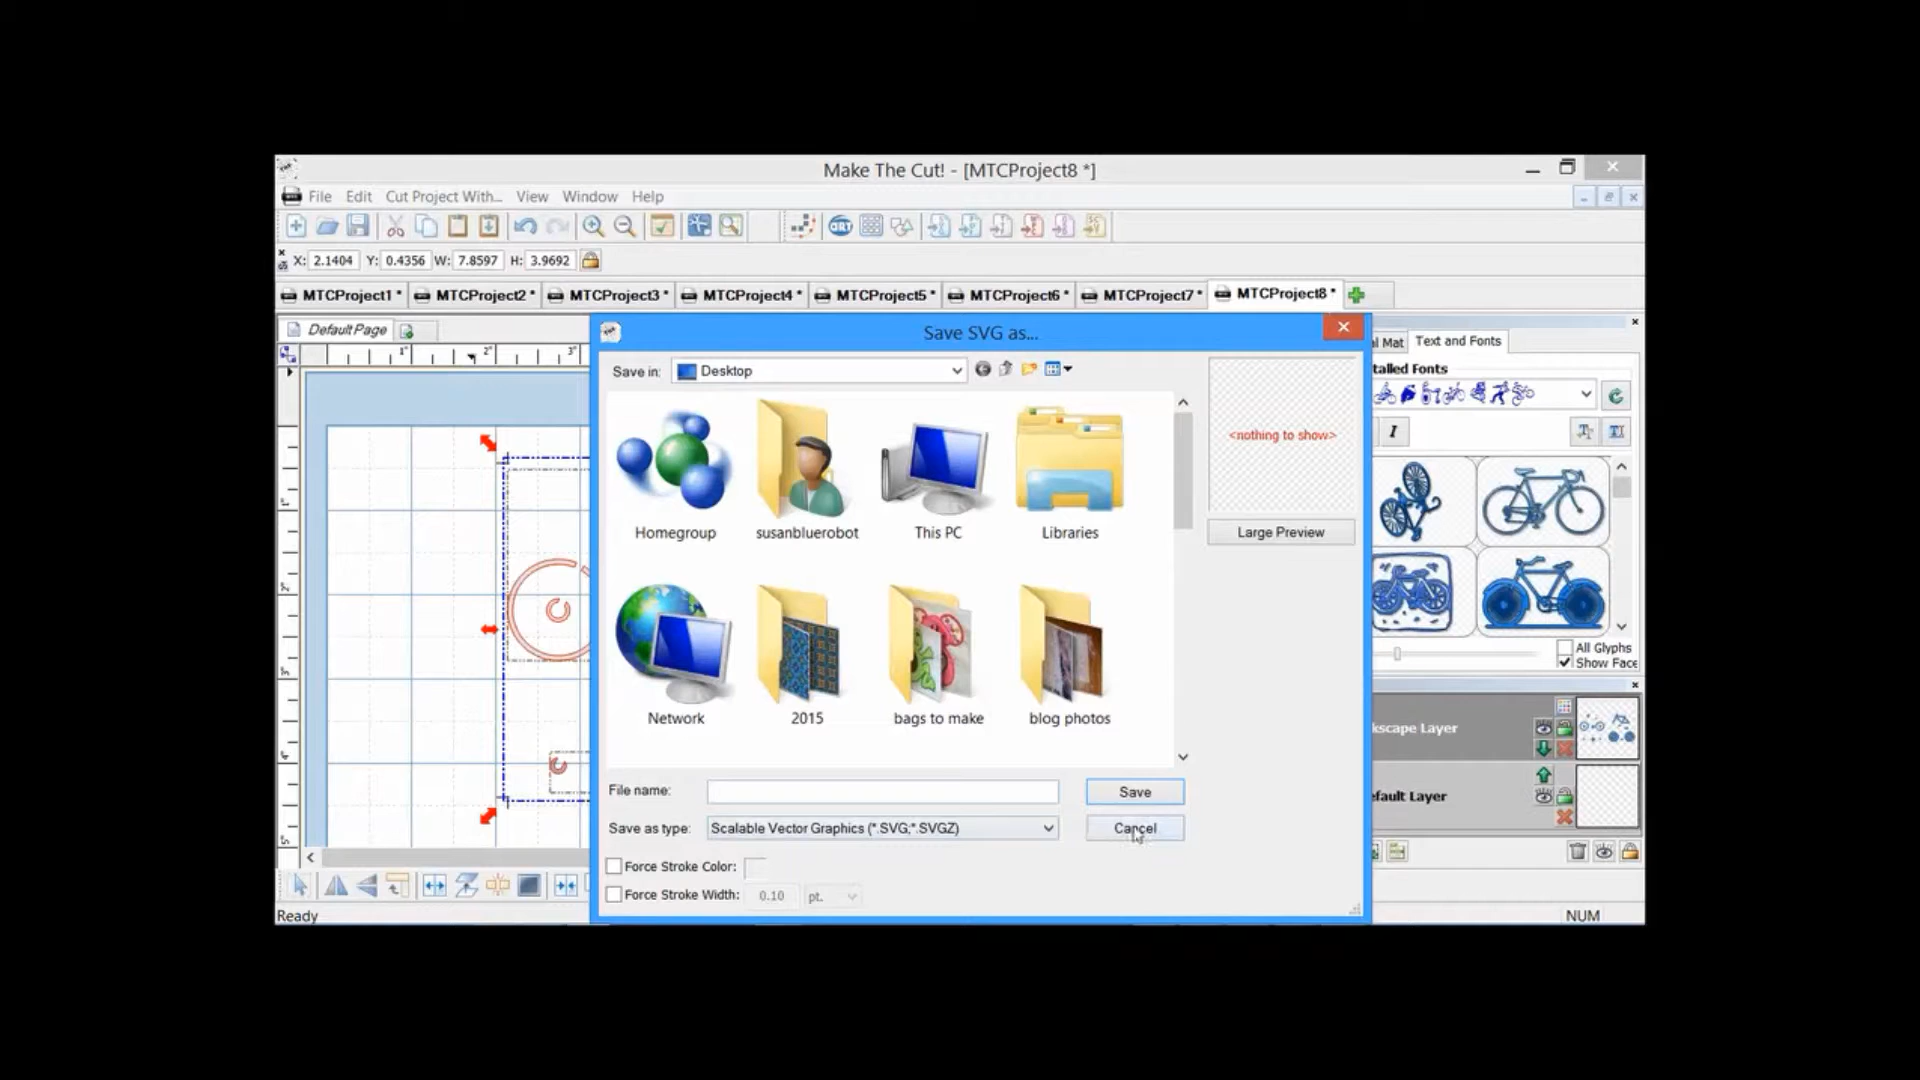 Make The Cut! - [MTCProject8 *]
File Edit Cut Project With... View Window Help
X: 2.1404 Y: 0.4356 W: 7.8597 H: 3.9692
MTCProject1 * MTCProject2 * MTCProject3 * MTCProject4 * MTCProject5 * MTCProject6 * MTCProject7 * MTCProject8 *
Default Page
1" 2" 3"
Save SVG as...
Save in: Desktop
Homegroup susanbluerobot This PC Libraries
Network 2015 bags to make blog photos
<nothing to show>
Large Preview
File name: Save
Save as type: Scalable Vector Graphics (*.SVG;*.SVGZ) Cancel
Force Stroke Color:
Force Stroke Width: 0.10 pt.
al Mat Text and Fonts
talled Fonts
I
All Glyphs
Show Face
kscape Layer
efault Layer
Ready NUM